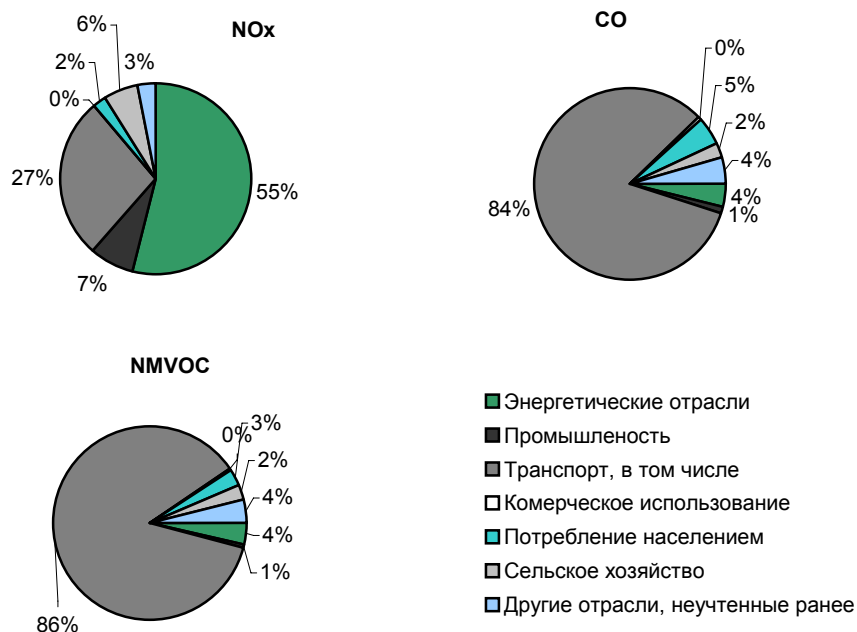 NOx
6%
2%
3%
0%
27%
55%
7%
CO
0%
5%
2%
4%
4%
1%
84%
NMVOC
3%
0%
2%
4%
4%
1%
86%
Энергетические отрасли
Промышленость
Транспорт, в том числе
Комерческое использование
Потребление населением
Сельское хозяйство
Другие отрасли, неучтенные ранее